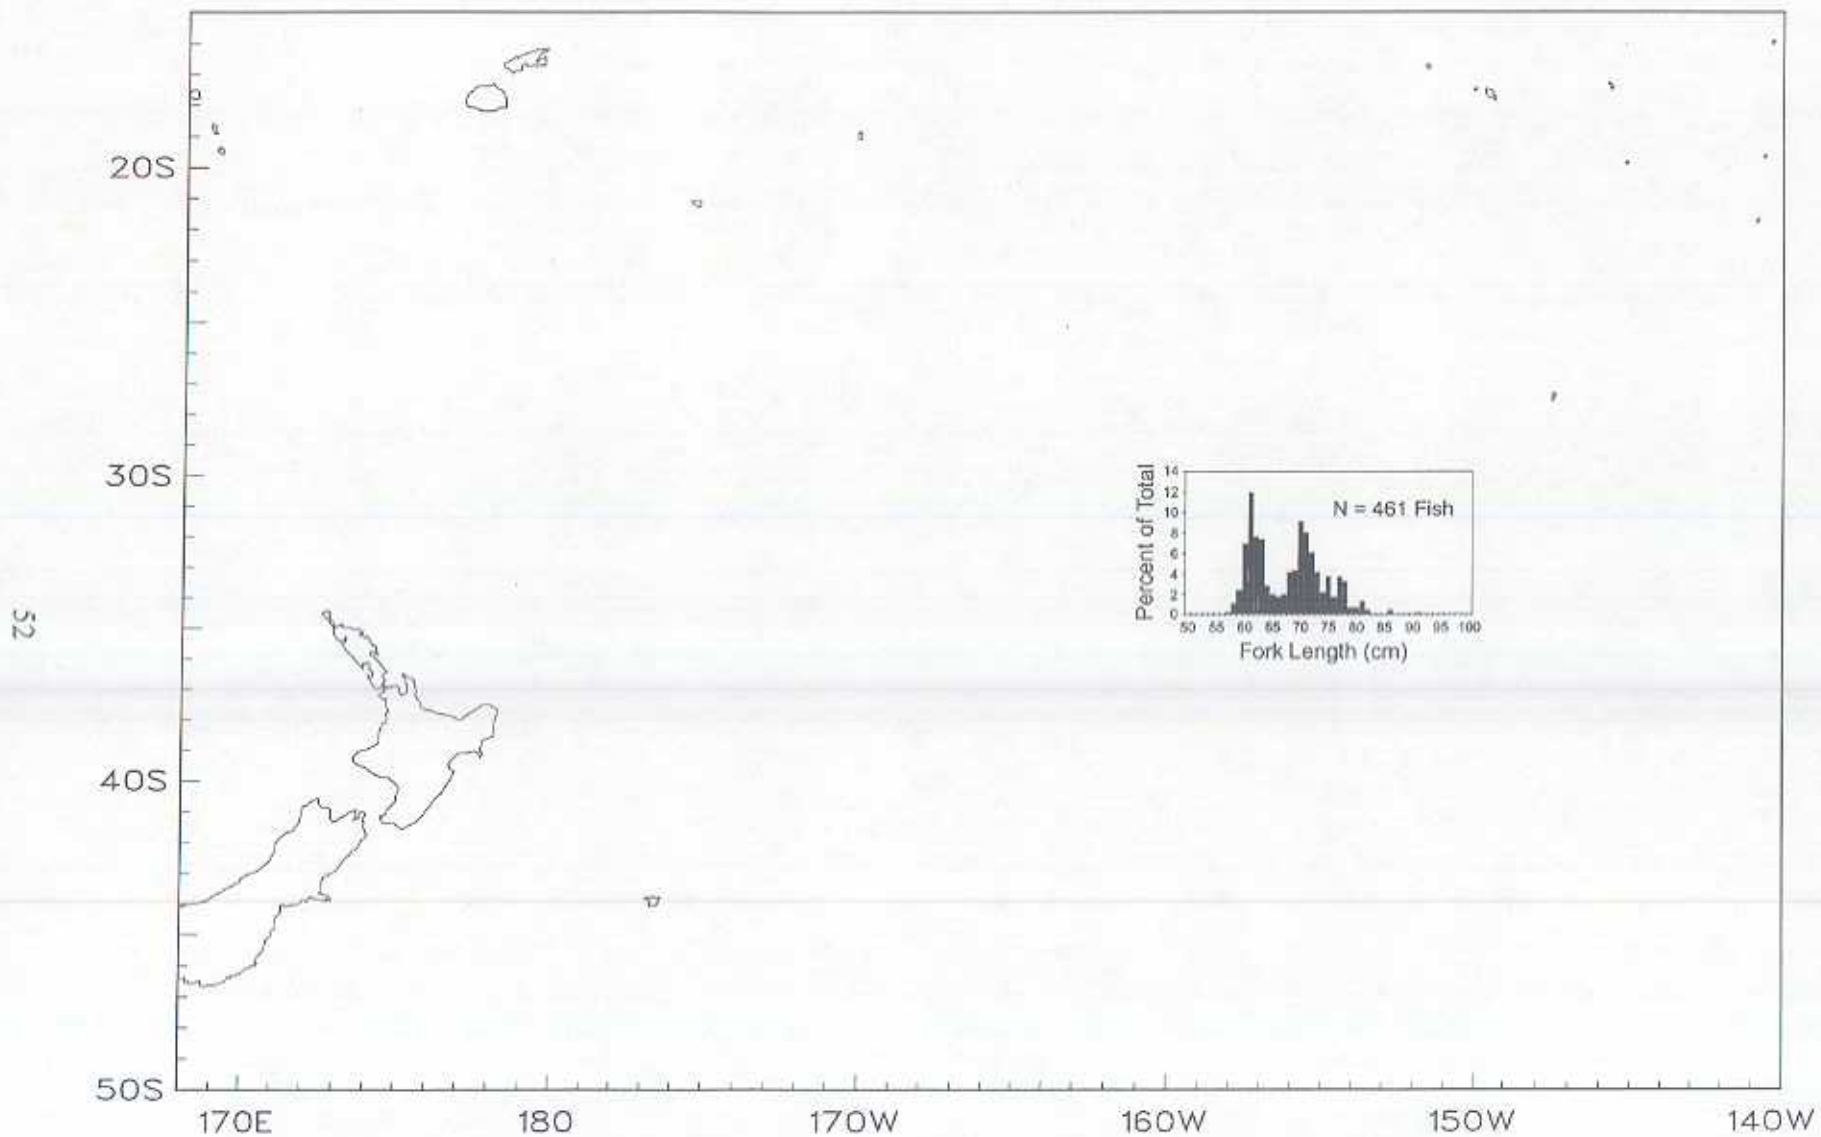 20S
30S
40S
50S
170E 180 170W 160W 150W 140W
Percent of Total
14
12
10
8
6
4
2
0
N = 461 Fish
50 55 60 65 70 75 80 85 90 95 100
Fork Length (cm)
52